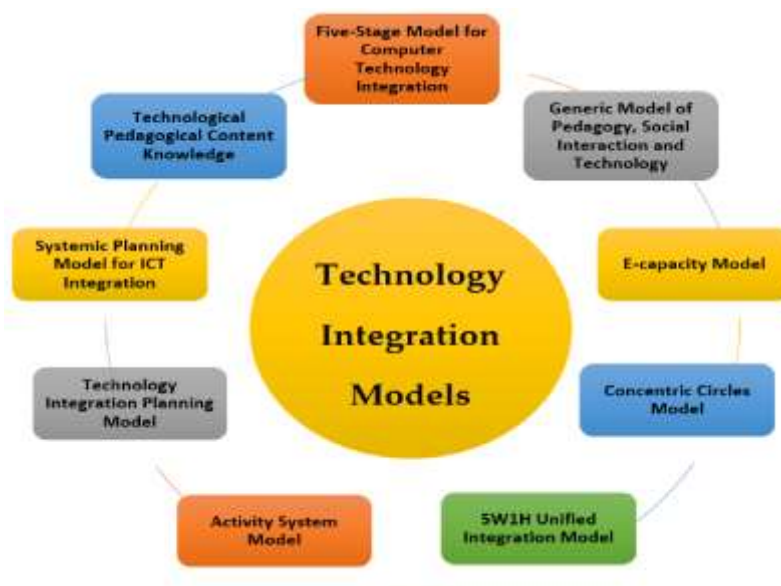 Five-Stage Model for
Computer
Technology
Integration
Generic Model of
Pedagogy, Social
Interaction and
Technology
E-capacity Model
Concentric Circles
Model
5W1H Unified
Integration Model
Activity System
Model
Technology
Integration Planning
Model
Systemic Planning
Model for ICT
Integration
Technological
Pedagogical Content
Knowledge
Technology
Integration
Models